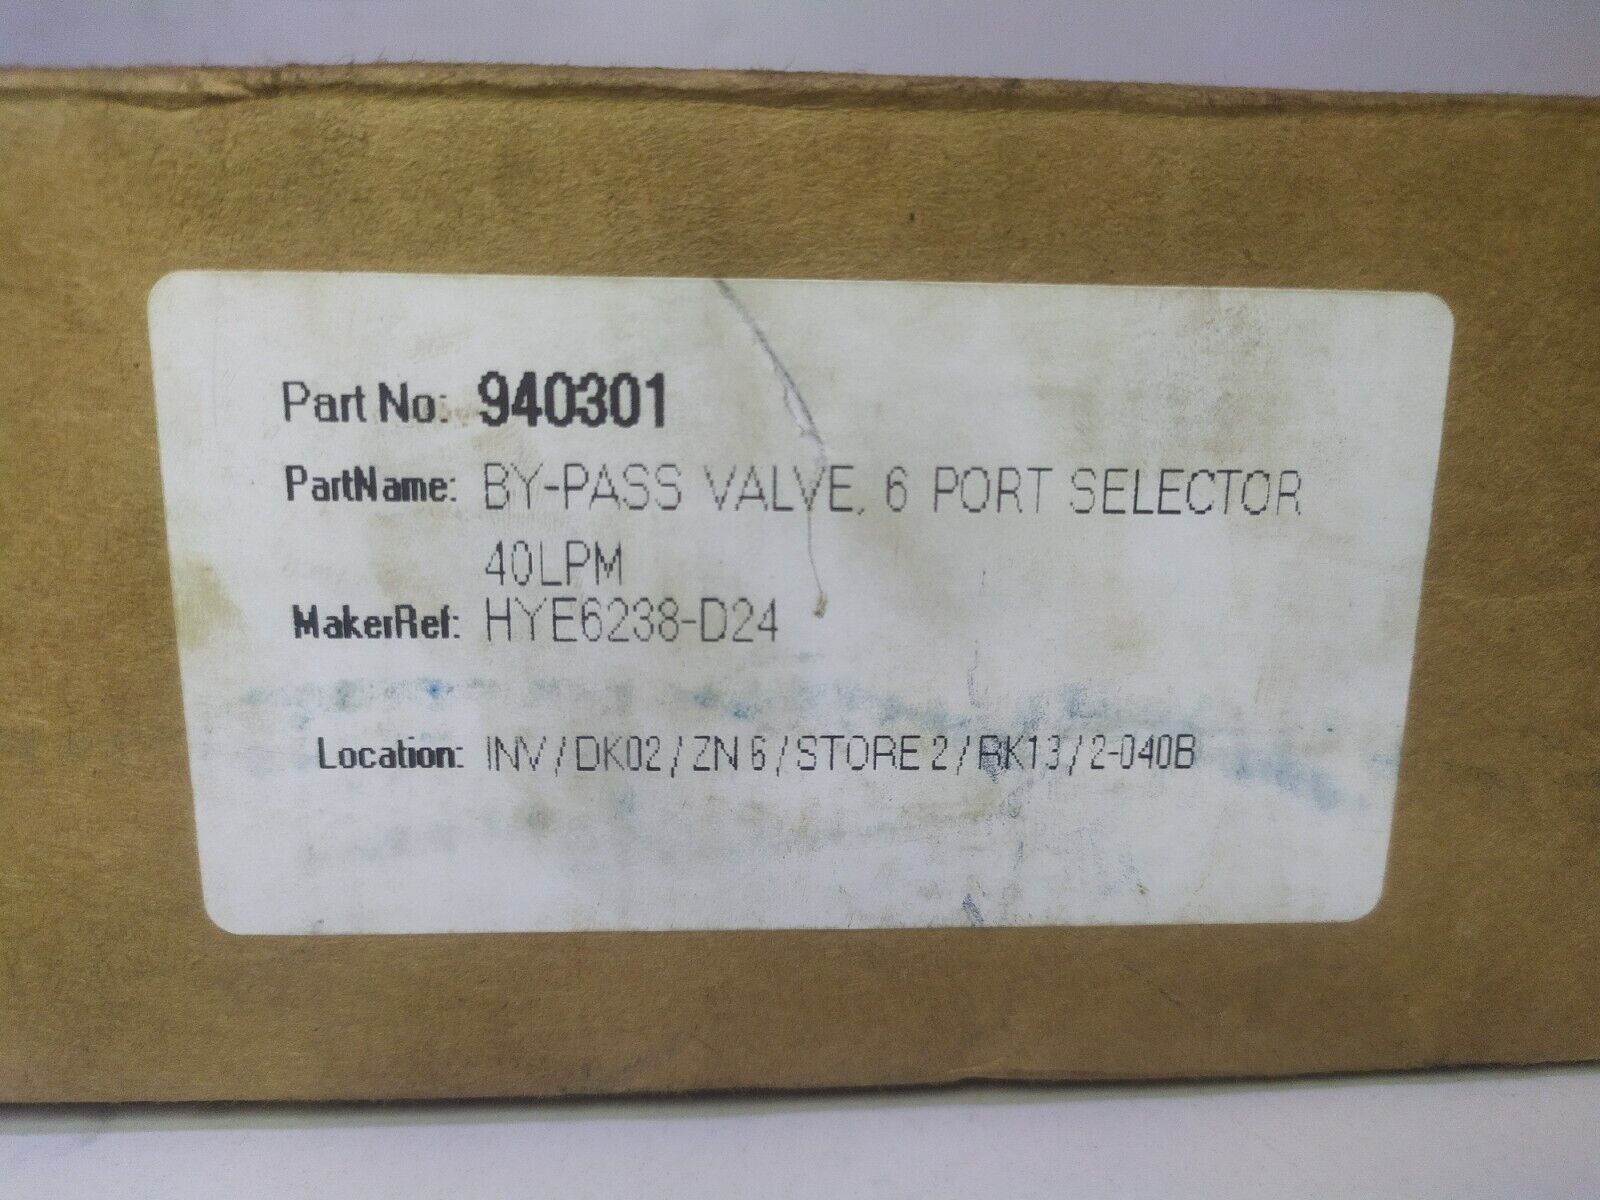 Part No: 940301
PartName: BY-PASS VALVE, 6 PORT SELECTOR
40LPM
MakerRef: HYE6238-D24
Location: INV/DK02/ZN 6/STORE 2/RK13/2-040B